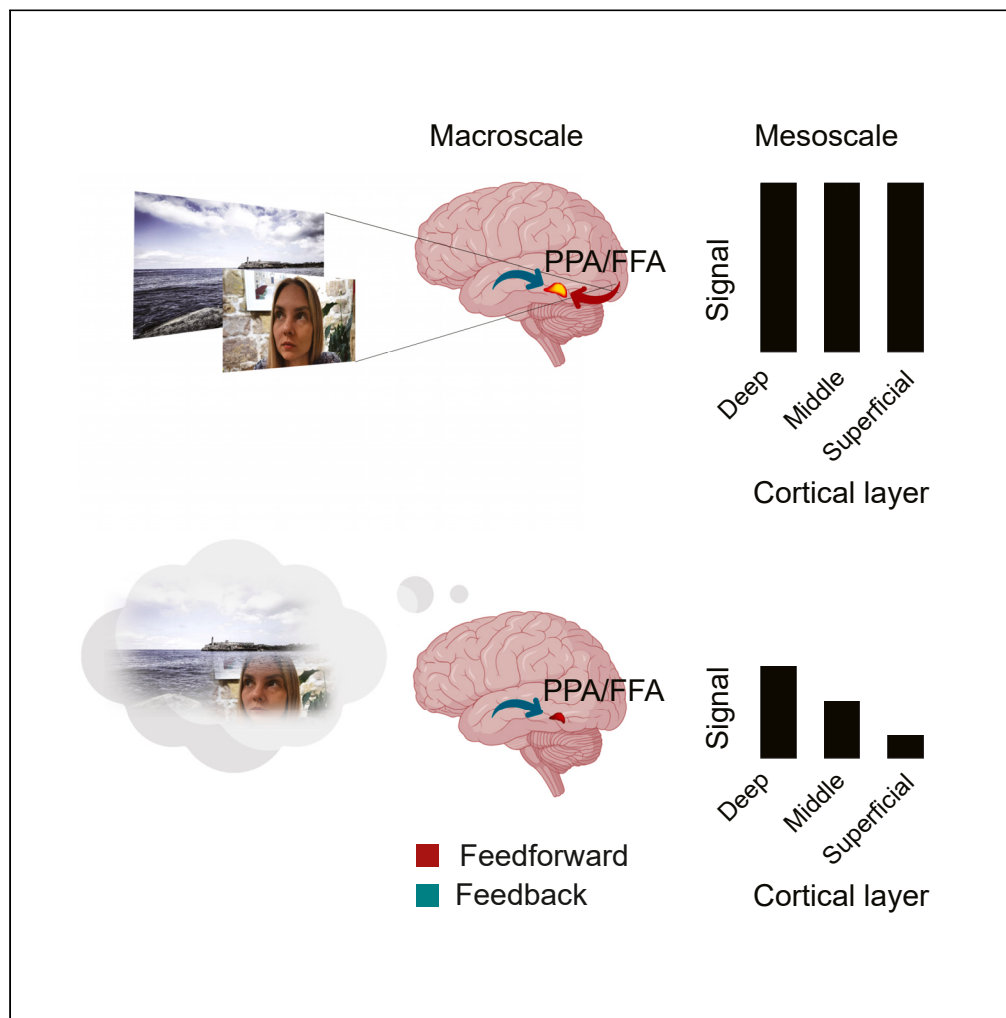 Macroscale
Mesoscale
PPA/FFA
Signal
Deep
Middle
Superficial
Cortical layer
PPA/FFA
Signal
Deep
Middle
Superficial
Cortical layer
Feedforward
Feedback